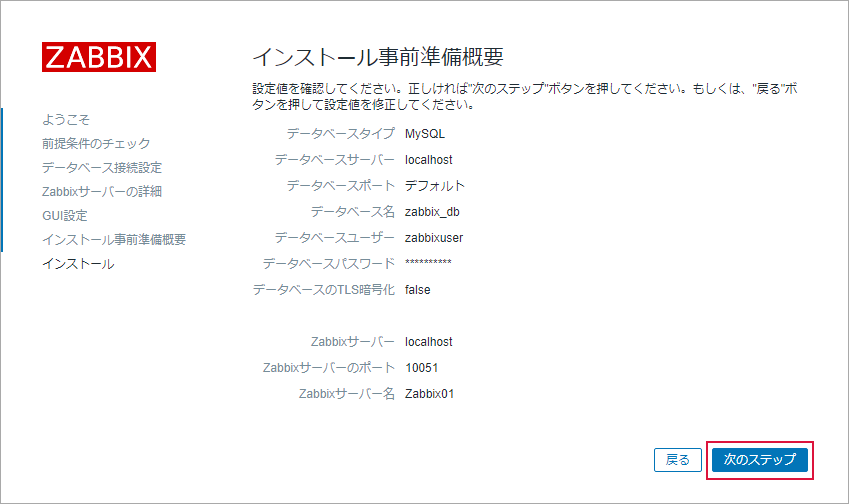 ZABBIX
ようこそ
前提条件のチェック
データベース接続設定
Zabbixサーバーの詳細
GUI設定
インストール事前準備概要
インストール
インストール事前準備概要
設定値を確認してください。正しければ"次のステップ"ボタンを押してください。もしくは、"戻る"ボ
タンを押して設定値を修正してください。
データベースタイプ MySQL
データベースサーバー localhost
データベースポート デフォルト
データベース名 zabbix_db
データベースユーザー zabbixuser
データベースパスワード **********
データベースのTLS暗号化 false
Zabbixサーバー localhost
Zabbixサーバーのポート 10051
Zabbixサーバー名 Zabbix01
戻る 次のステップ